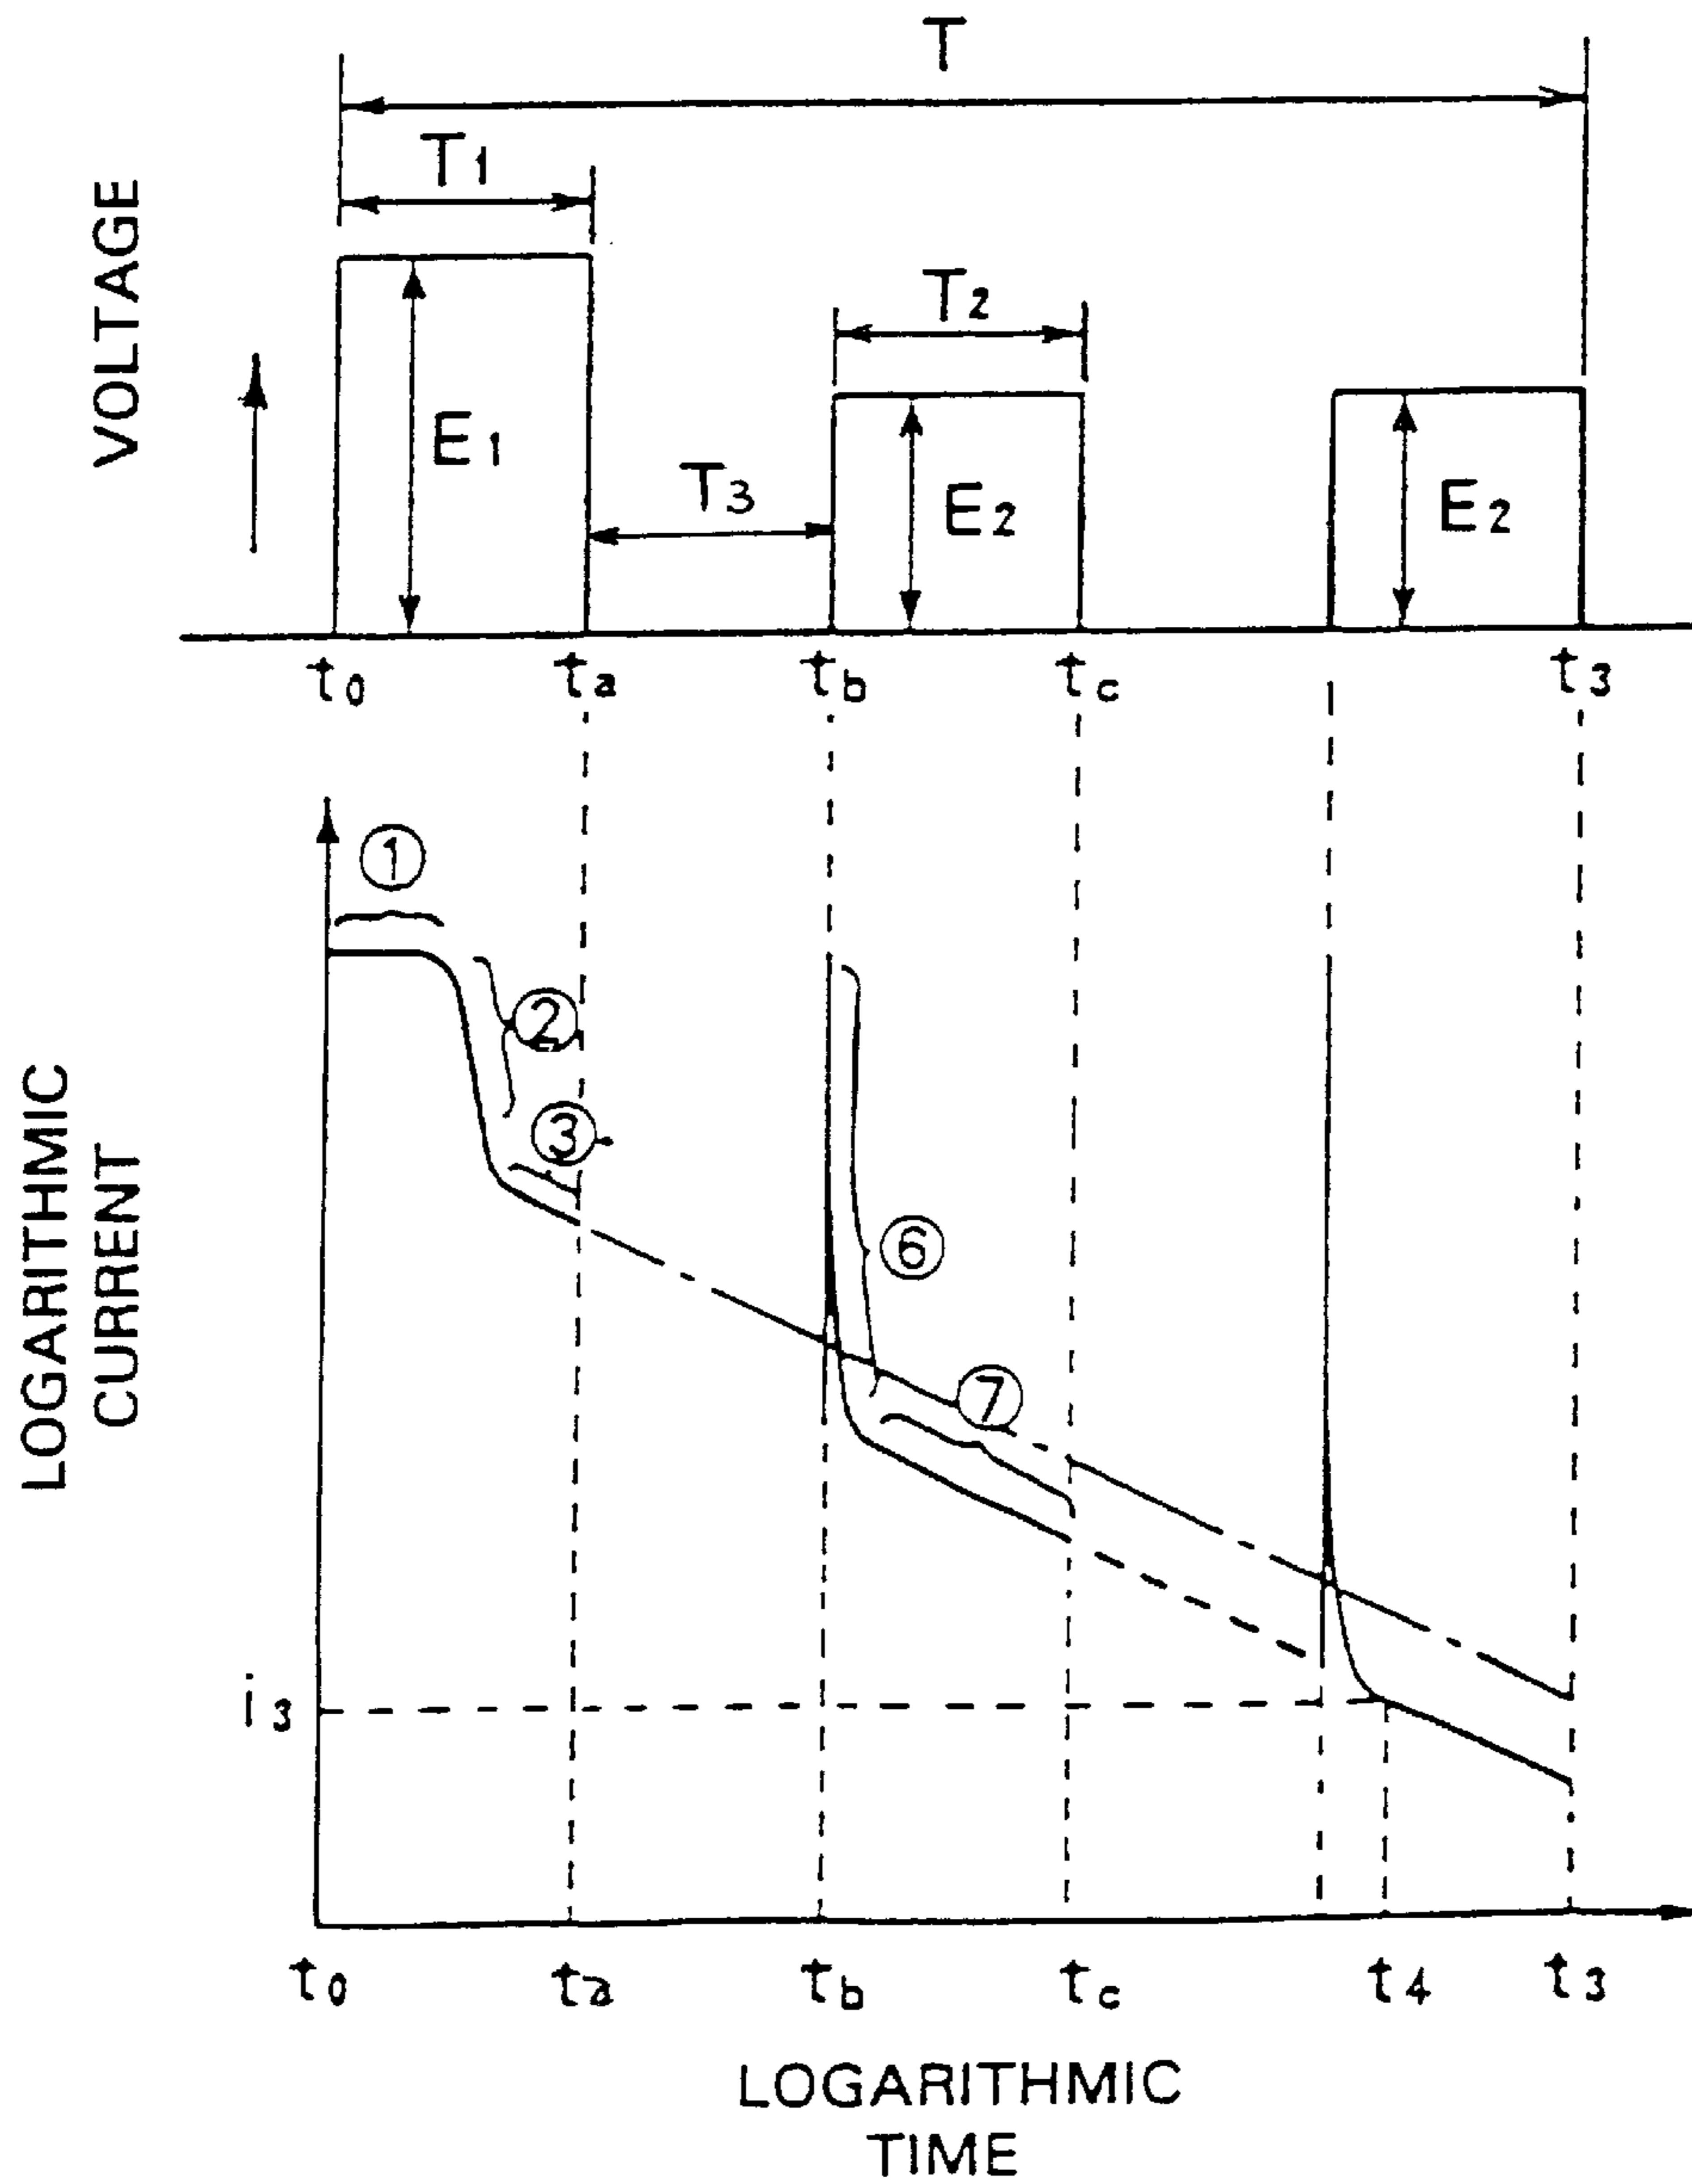 T
T1
VOLTAGE
T2
E1
T3
E2
E2
t0 ta tb tc t3
①
②
③
⑥
⑦
LOGARITHMIC
CURRENT
i3
t0 ta tb tc t4 t3
LOGARITHMIC
TIME